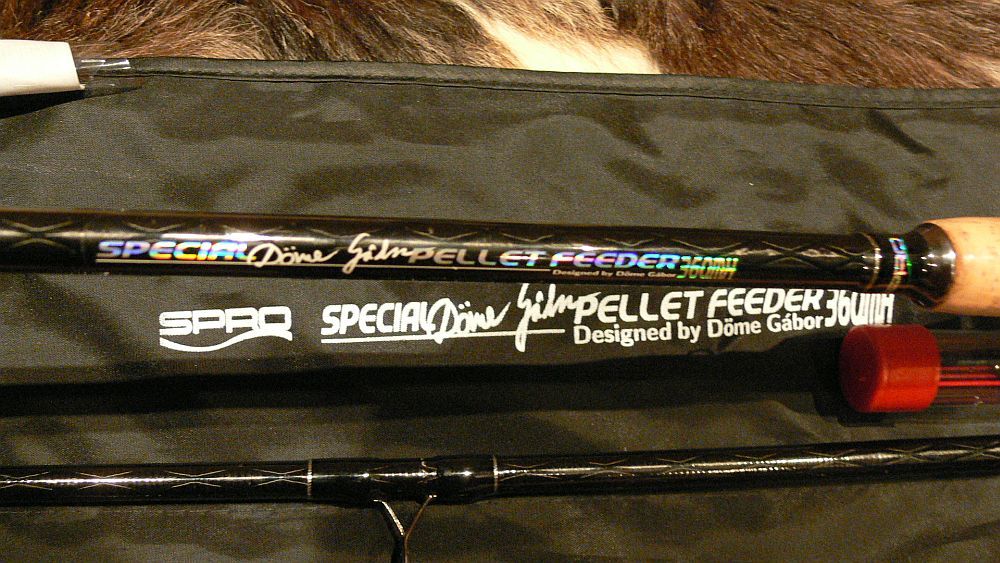 SPECIAL Döme Gábor PELLET FEEDER 360MH
Designed by Döme Gábor
SPRO SPECIAL Döme Gábor PELLET FEEDER 360MH
Designed by Döme Gábor